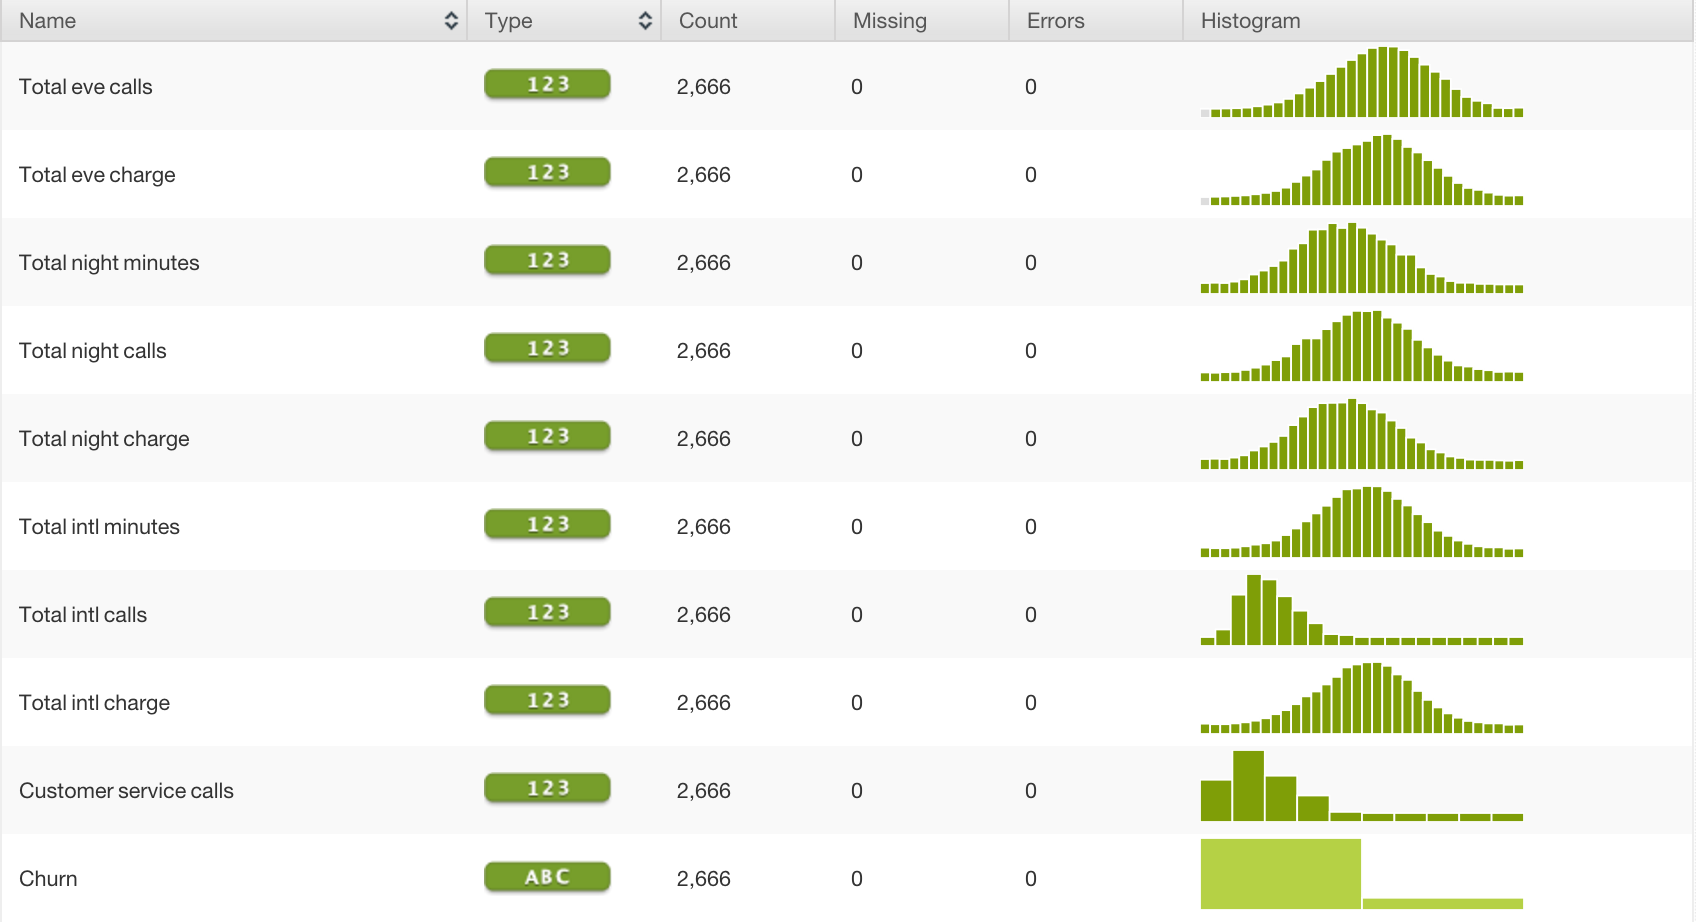 Name Type Count Missing Errors Histogram
Total eve calls 123 2,666 0 0
Total eve charge 123 2,666 0 0
Total night minutes 123 2,666 0 0
Total night calls 123 2,666 0 0
Total night charge 123 2,666 0 0
Total intl minutes 123 2,666 0 0
Total intl calls 123 2,666 0 0
Total intl charge 123 2,666 0 0
Customer service calls 123 2,666 0 0
Churn ABC 2,666 0 0